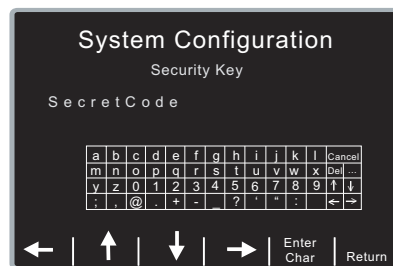 System Configuration
Security Key
SecretCode
a b c d e f g h i j k l Cancel
m n o p q r s t u v w x Del ...
y z 0 1 2 3 4 5 6 7 8 9 ↑ ↓
; , @ . + - _ ? ' “ : ← →
← | ↑ | ↓ | → | Enter Char | Return